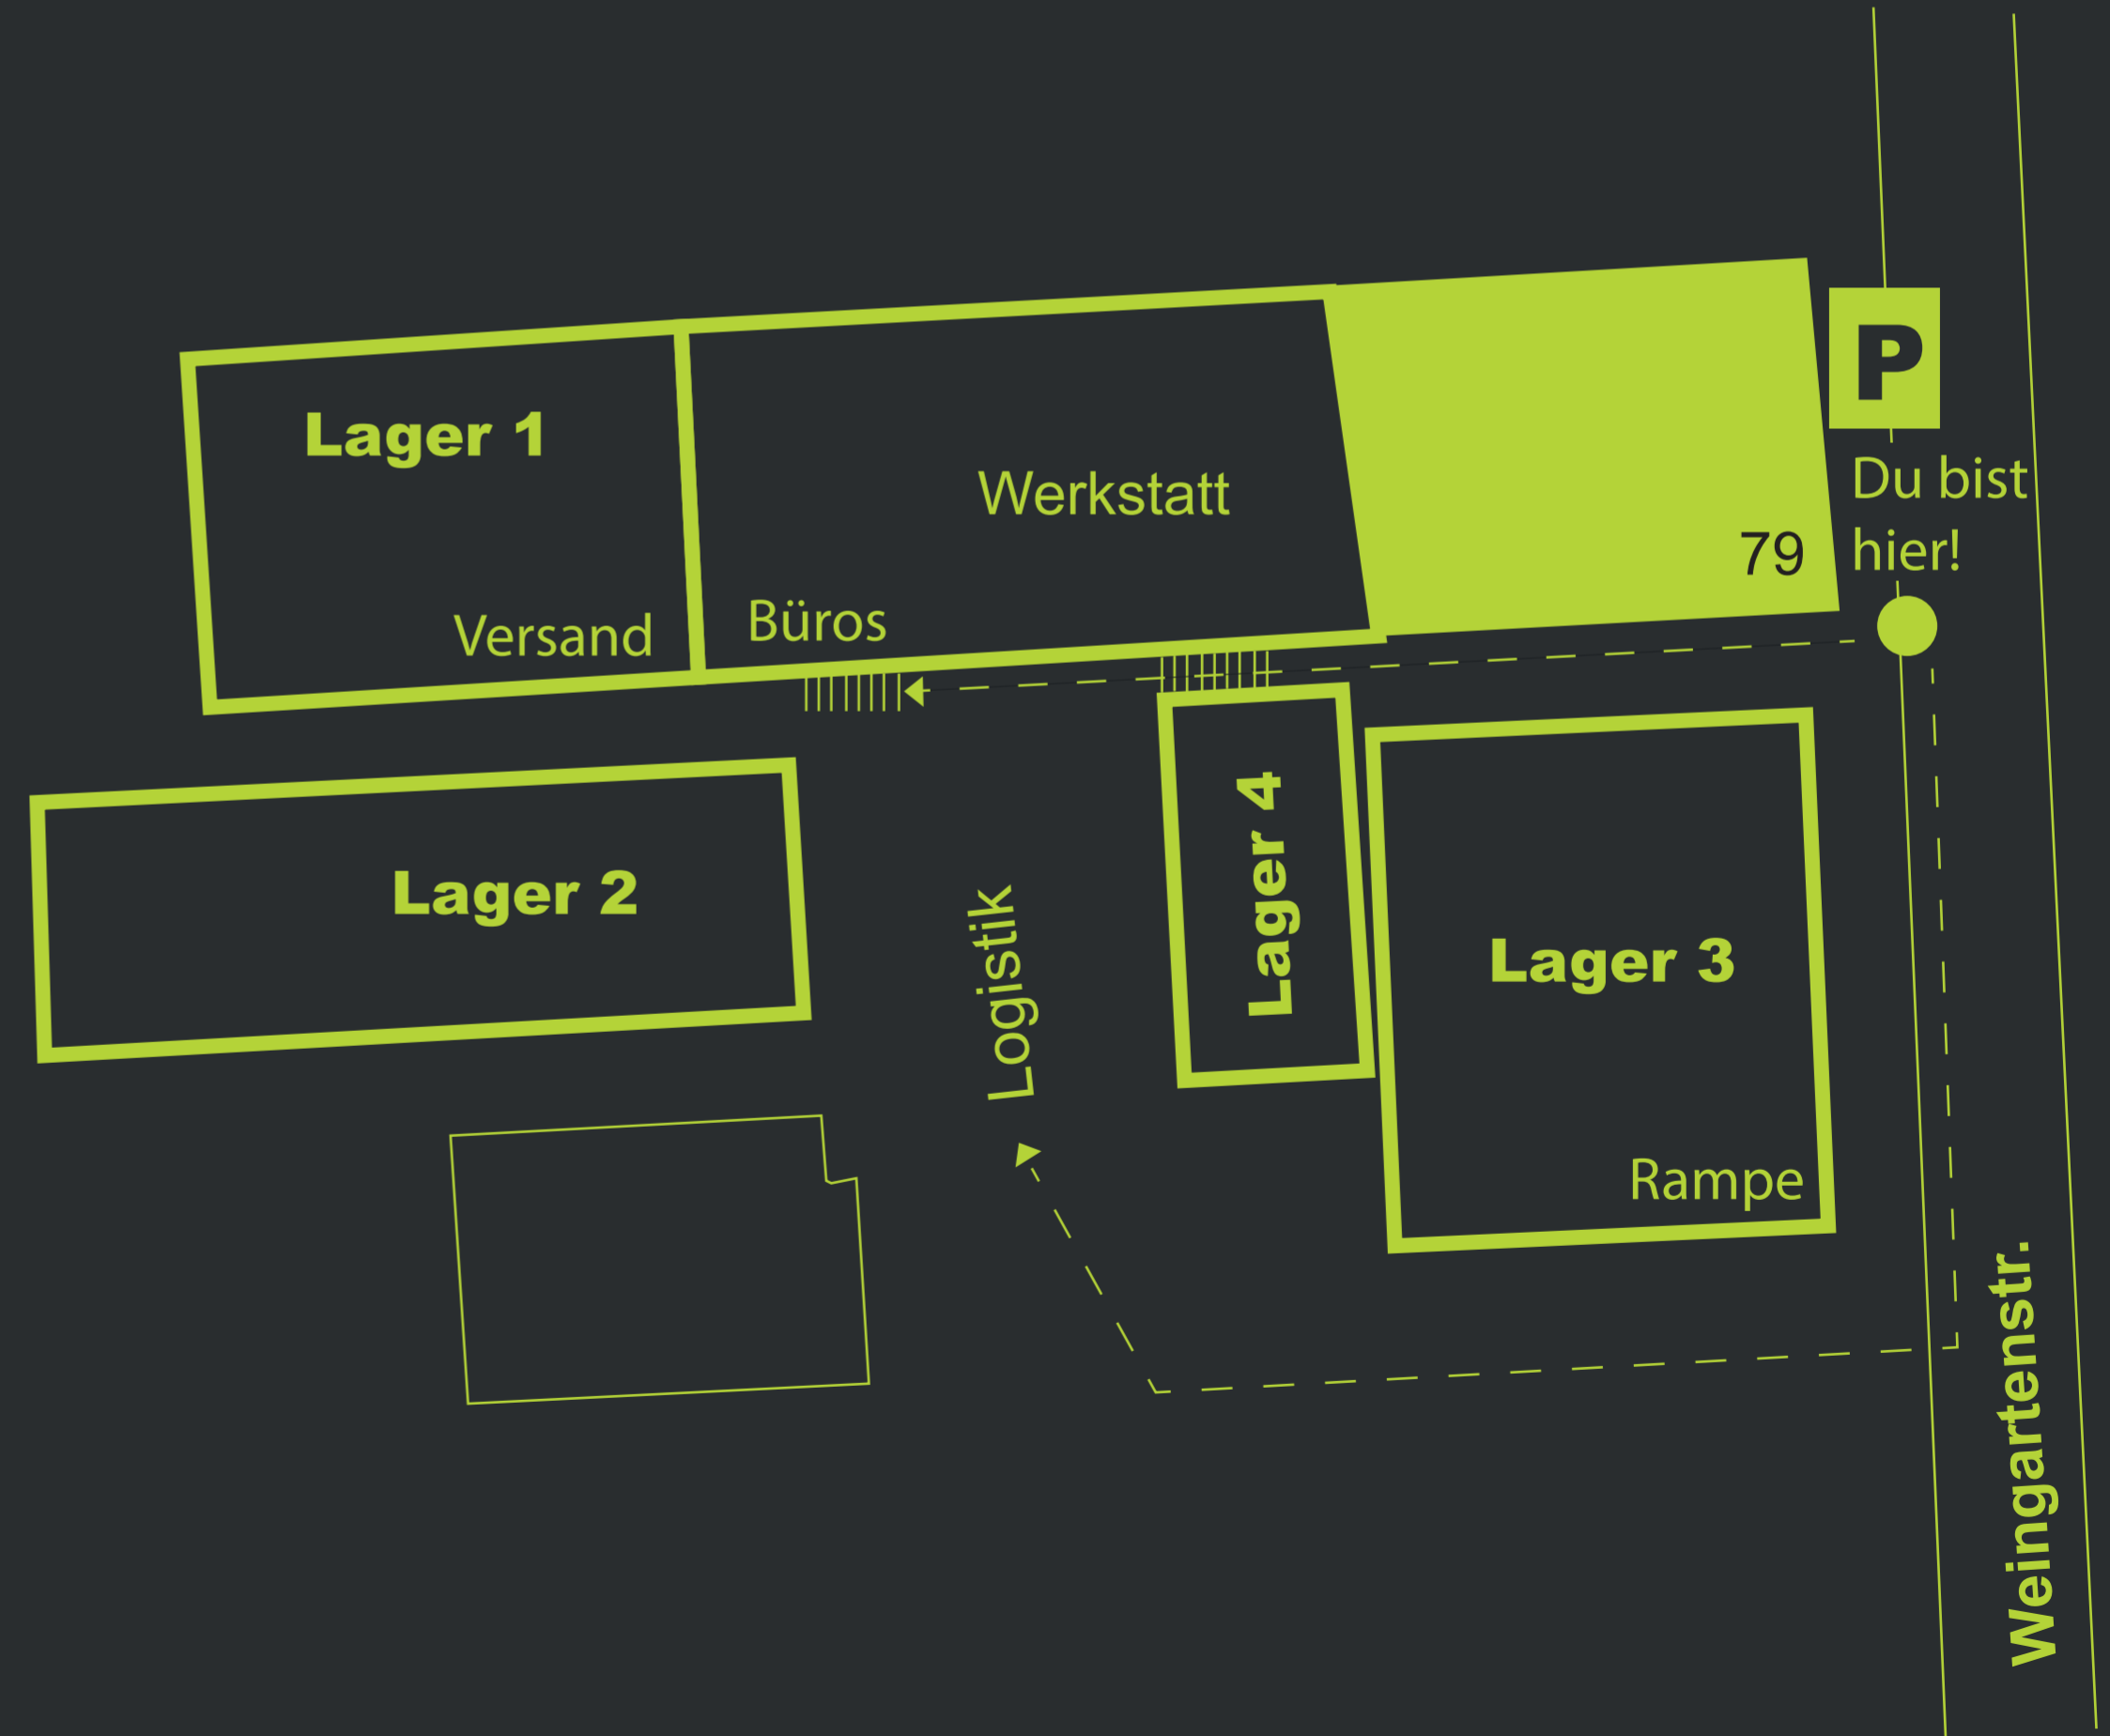 P
Lager 1
Du bist
hier!
Werkstatt
79
Versand
Büros
Lager 4
Lager 2
Logistik
Lager 3
Rampe
Weingartenstr.